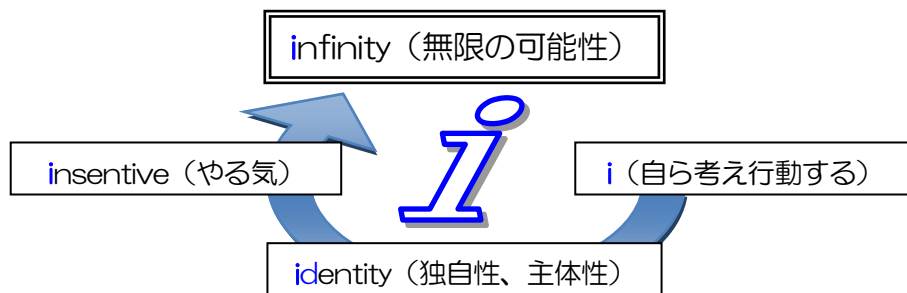 infinity（無限の可能性）
i
insentive（やる気）
i（自ら考え行動する）
identity（独自性、主体性）